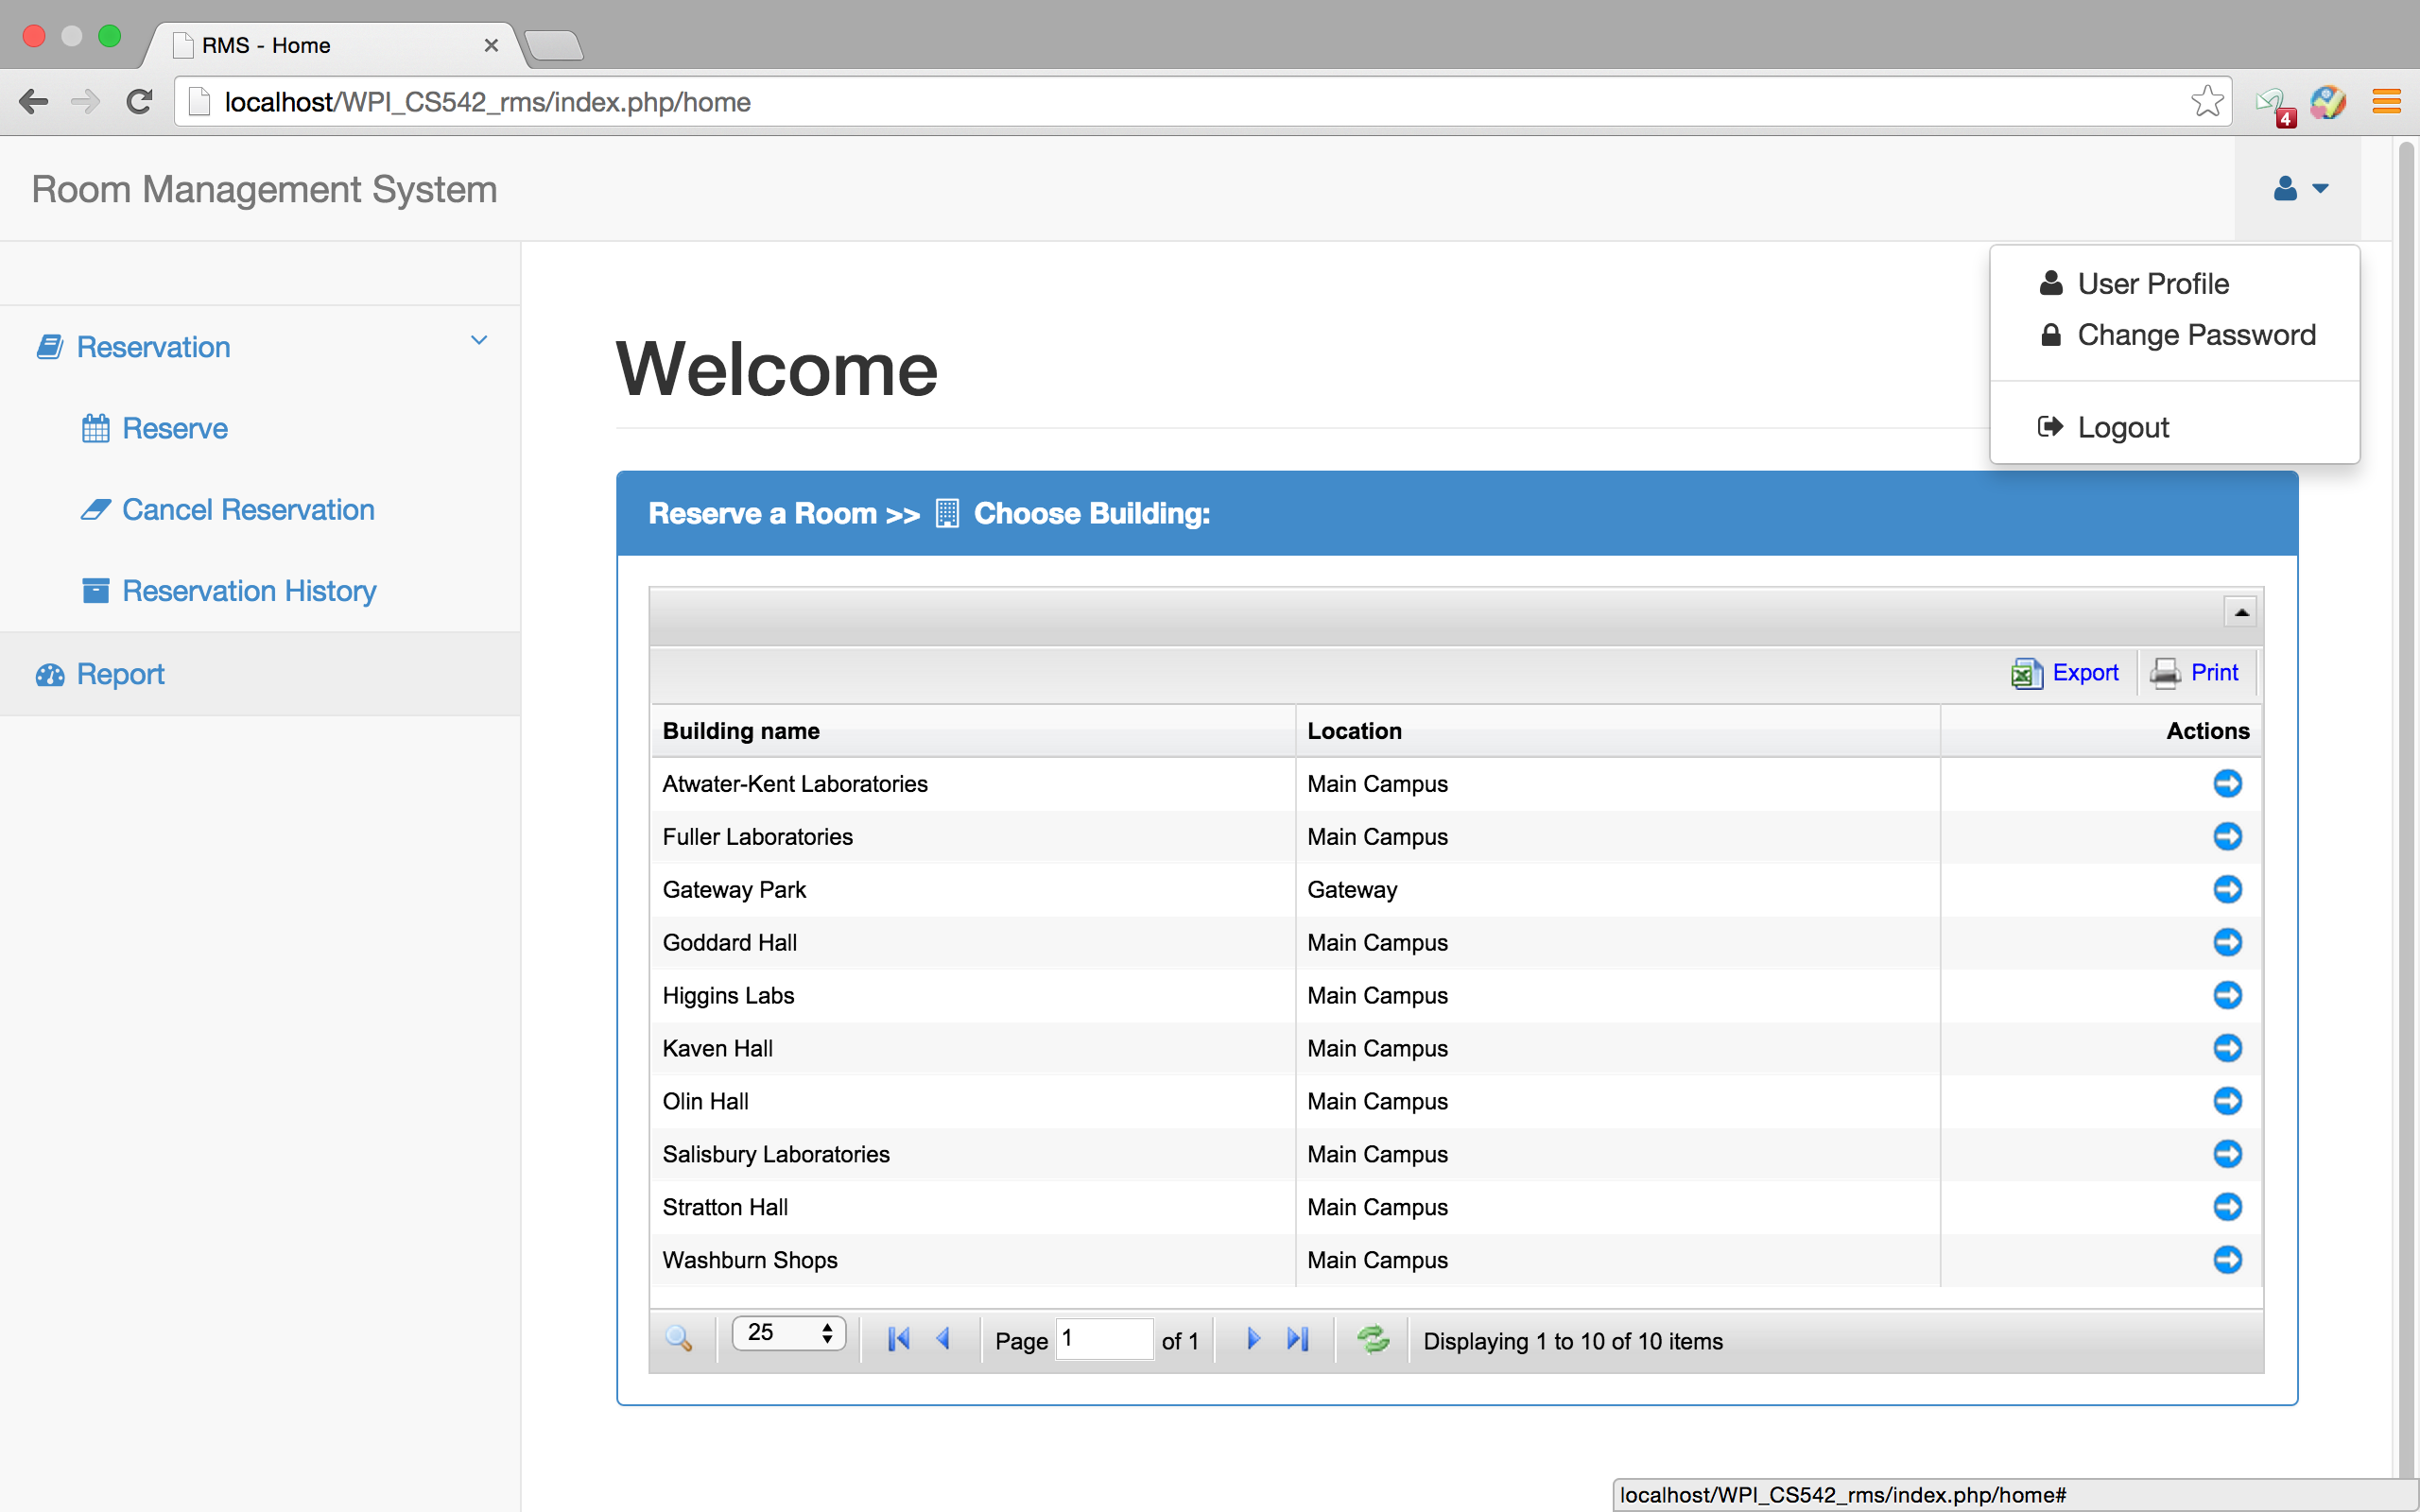 RMS - Home
localhost/WPI_CS542_rms/index.php/home
4
Room Management System
User Profile
Change Password
Logout
Reservation
Reserve
Cancel Reservation
Reservation History
Report
Welcome
Reserve a Room >> Choose Building:
Export Print
Building name Location Actions
Atwater-Kent Laboratories Main Campus
Fuller Laboratories Main Campus
Gateway Park Gateway
Goddard Hall Main Campus
Higgins Labs Main Campus
Kaven Hall Main Campus
Olin Hall Main Campus
Salisbury Laboratories Main Campus
Stratton Hall Main Campus
Washburn Shops Main Campus
25 Page 1 of 1 Displaying 1 to 10 of 10 items
localhost/WPI_CS542_rms/index.php/home#